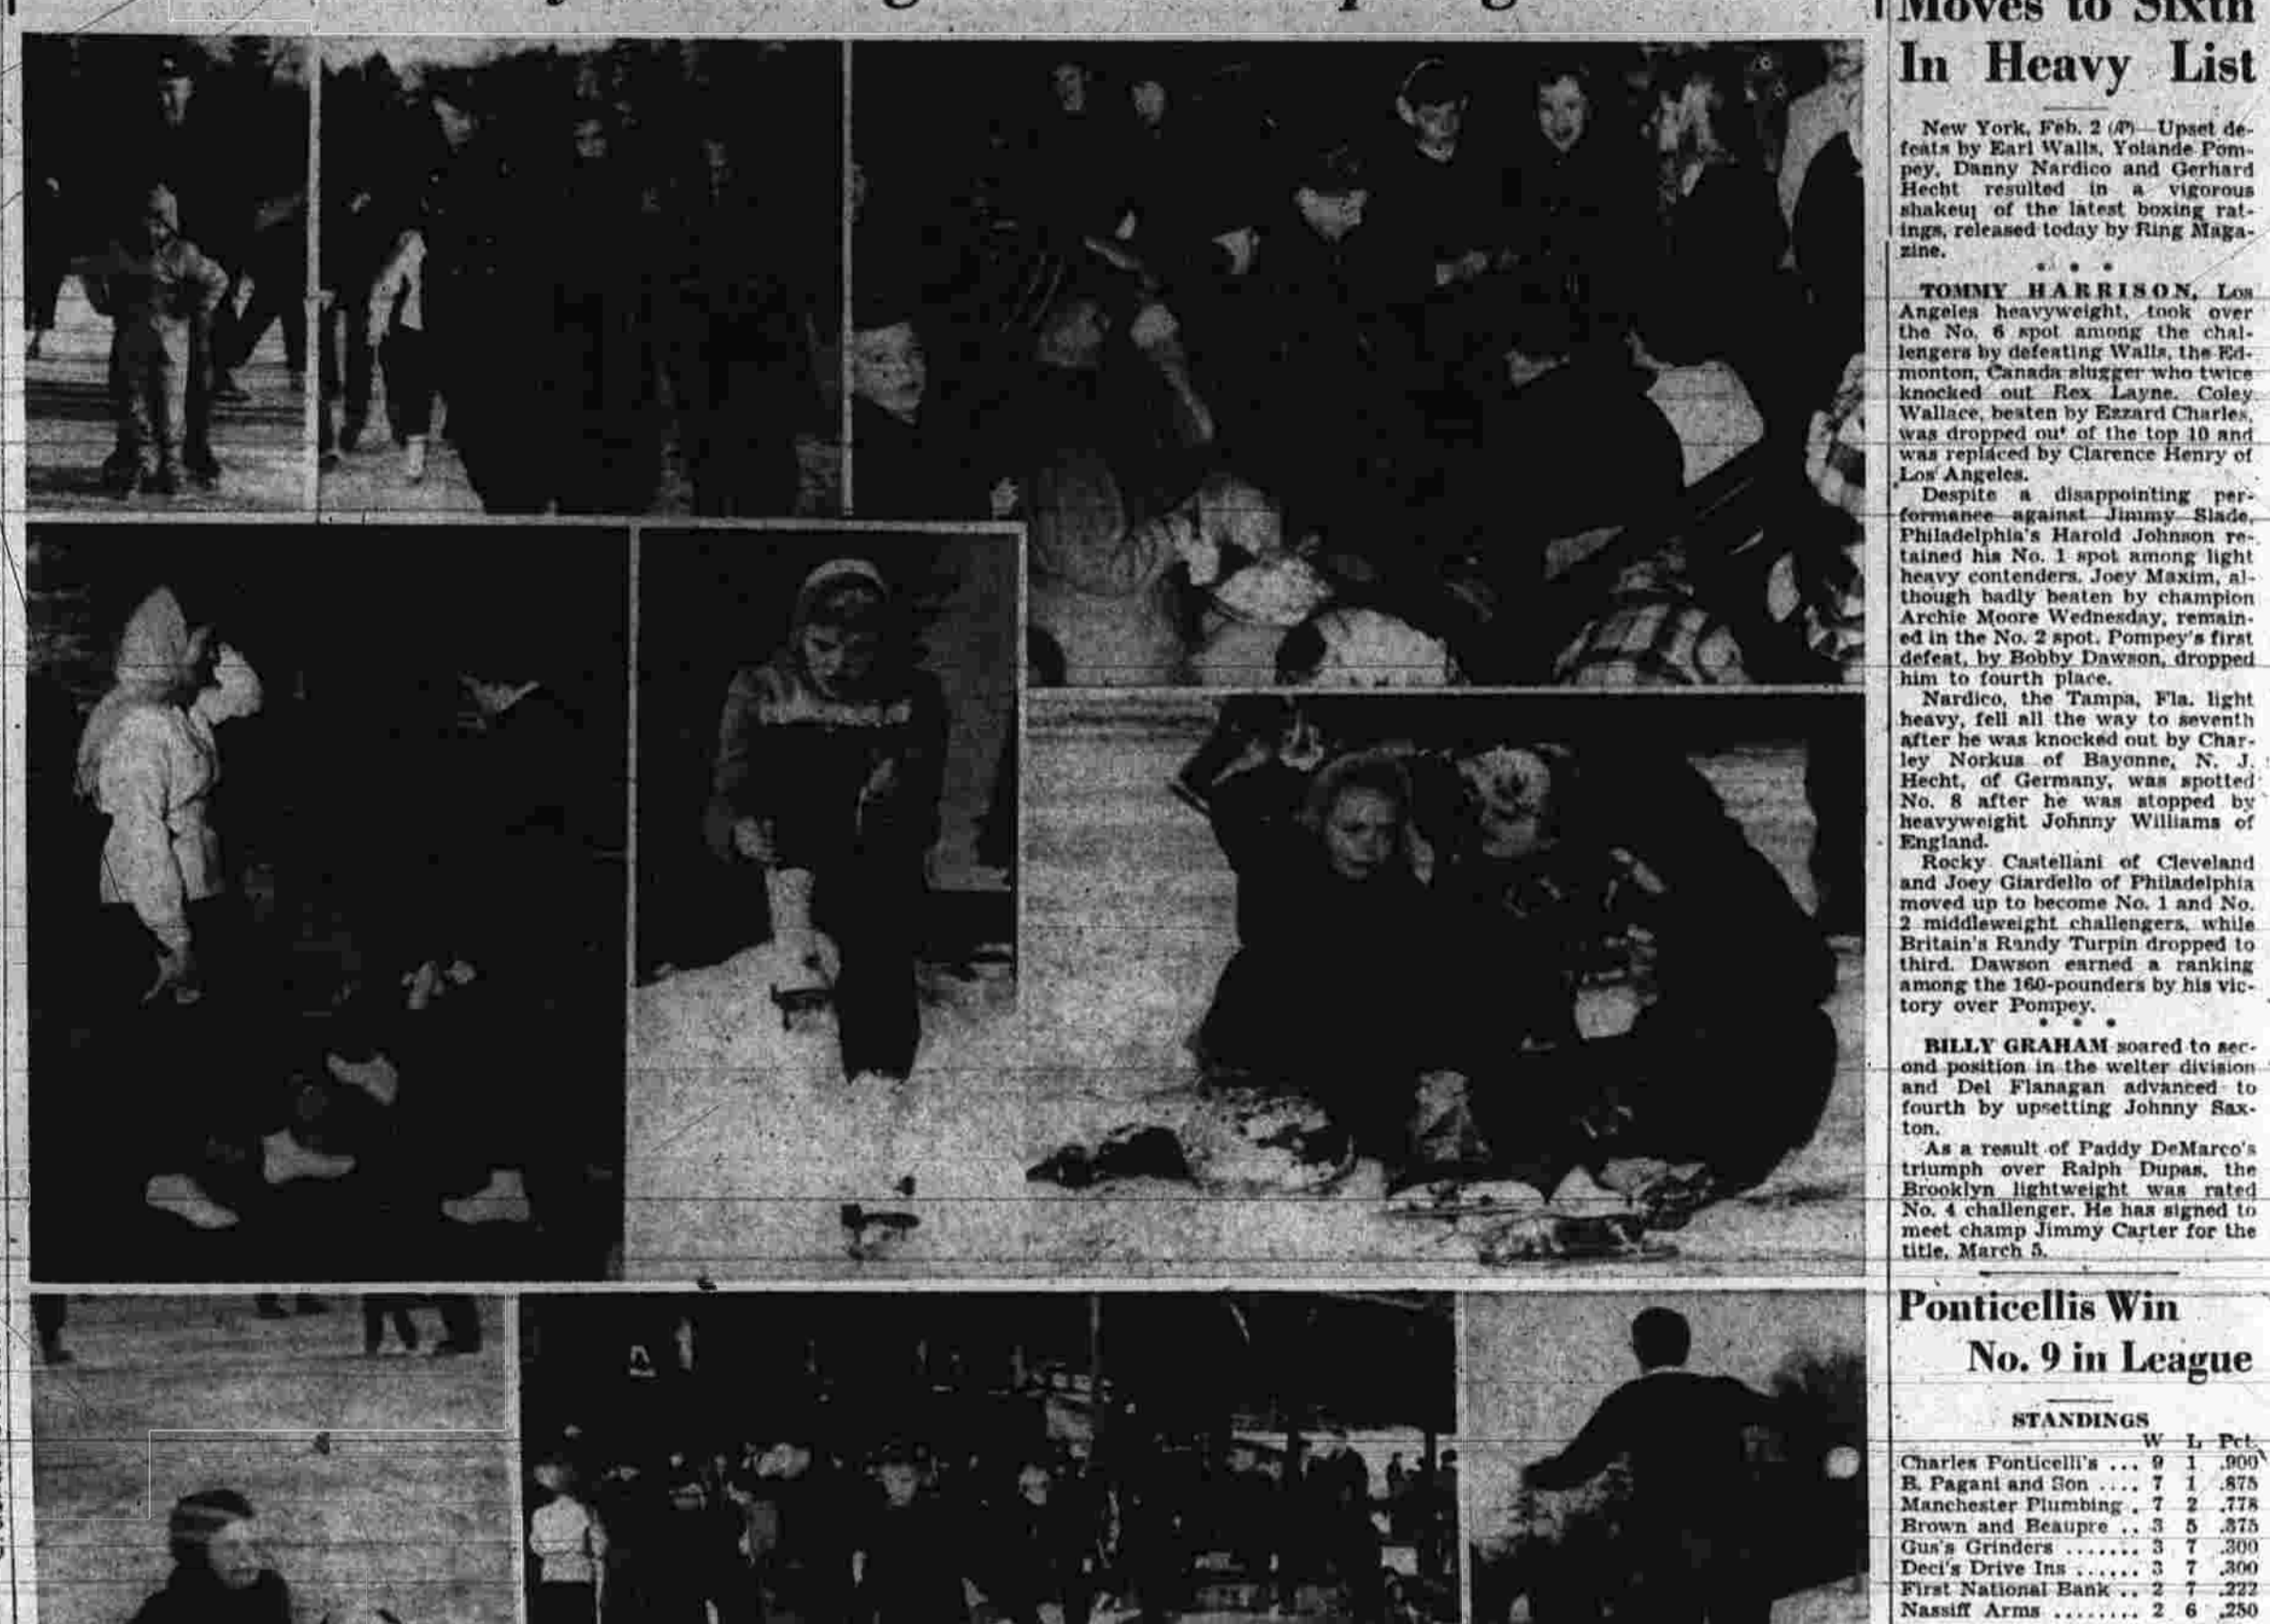 Moves to Sixth
In Heavy List
New York, Feb. 2 (AP)—Upset de-
feats by Earl Walls, Yolande Pom-
pey, Danny Nardico and Gerhard
Hecht resulted in a vigorous
shakeup of the latest boxing rat-
ings, released today by Ring Maga-
zine.
• • •
TOMMY HARRISON, Los
Angeles heavyweight, took over
the No. 6 spot among the chal-
lengers by defeating Walls, the Ed-
monton, Canada slugger who twice
knocked out Rex Layne. Coley
Wallace, beaten by Ezzard Charles,
was dropped out of the top 10 and
was replaced by Clarence Henry of
Los Angeles.
Despite a disappointing per-
formance against Jimmy Slade,
Philadelphia's Harold Johnson re-
tained his No. 1 spot among light
heavy contenders. Joey Maxim, al-
though badly beaten by champion
Archie Moore Wednesday, remain-
ed in the No. 2 spot. Pompey's first
defeat, by Bobby Dawson, dropped
him to fourth place.
Nardico, the Tampa, Fla. light
heavy, fell all the way to seventh
after he was knocked out by Char-
ley Norkus of Bayonne, N. J.
Hecht, of Germany, was spotted
No. 8 after he was stopped by
heavyweight Johnny Williams of
England.
Rocky Castellani of Cleveland
and Joey Giardello of Philadelphia
moved up to become No. 1 and No.
2 middleweight challengers, while
Britain's Randy Turpin dropped to
third. Dawson earned a ranking
among the 160-pounders by his vic-
tory over Pompey.
• • •
BILLY GRAHAM soared to sec-
ond position in the welter division
and Del Flanagan advanced to
fourth by upsetting Johnny Sax-
ton.
As a result of Paddy DeMarco's
triumph over Ralph Dupas, the
Brooklyn lightweight was rated
No. 4 challenger. He has signed to
meet champ Jimmy Carter for the
title, March 5.
Ponticellis Win
No. 9 in League
STANDINGS
W L Pct.
Charles Ponticelli's ... 9 1 .900
B. Pagani and Son .... 7 1 .875
Manchester Plumbing . 7 2 .778
Brown and Beaupre .. 3 5 .375
Gus's Grinders ....... 3 7 .300
Deci's Drive Ins ...... 3 7 .300
First National Bank .. 2 7 .222
Nassiff Arms ........ 2 6 .250